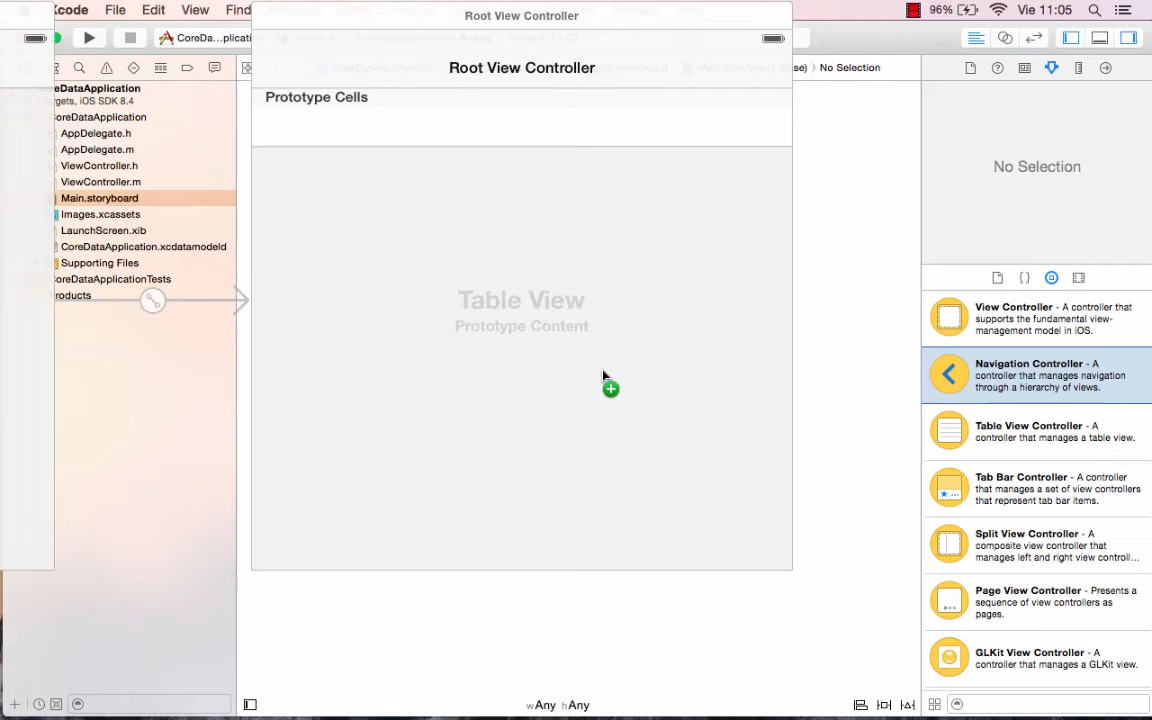 Xcode File Edit View Find 96% Vie 11:05
Root View Controller
CoreDa...plicati
No Selection
Root View Controller
Prototype Cells
CoreDataApplication
targets, iOS SDK 8.4
CoreDataApplication
AppDelegate.h
AppDelegate.m
ViewController.h
ViewController.m
Main.storyboard
Images.xcassets
LaunchScreen.xib
CoreDataApplication.xcdatamodeld
Supporting Files
CoreDataApplicationTests
Products
Table View
Prototype Content
No Selection
View Controller - A controller that
supports the fundamental view-
management model in iOS.
Navigation Controller - A
controller that manages navigation
through a hierarchy of views.
Table View Controller - A
controller that manages a table view.
Tab Bar Controller - A controller
that manages a set of view controllers
that represent tab bar items.
Split View Controller - A
composite view controller that
manages left and right view controll...
Page View Controller - Presents a
sequence of view controllers as
pages.
GLKit View Controller - A
controller that manages a GLKit view.
wAny hAny